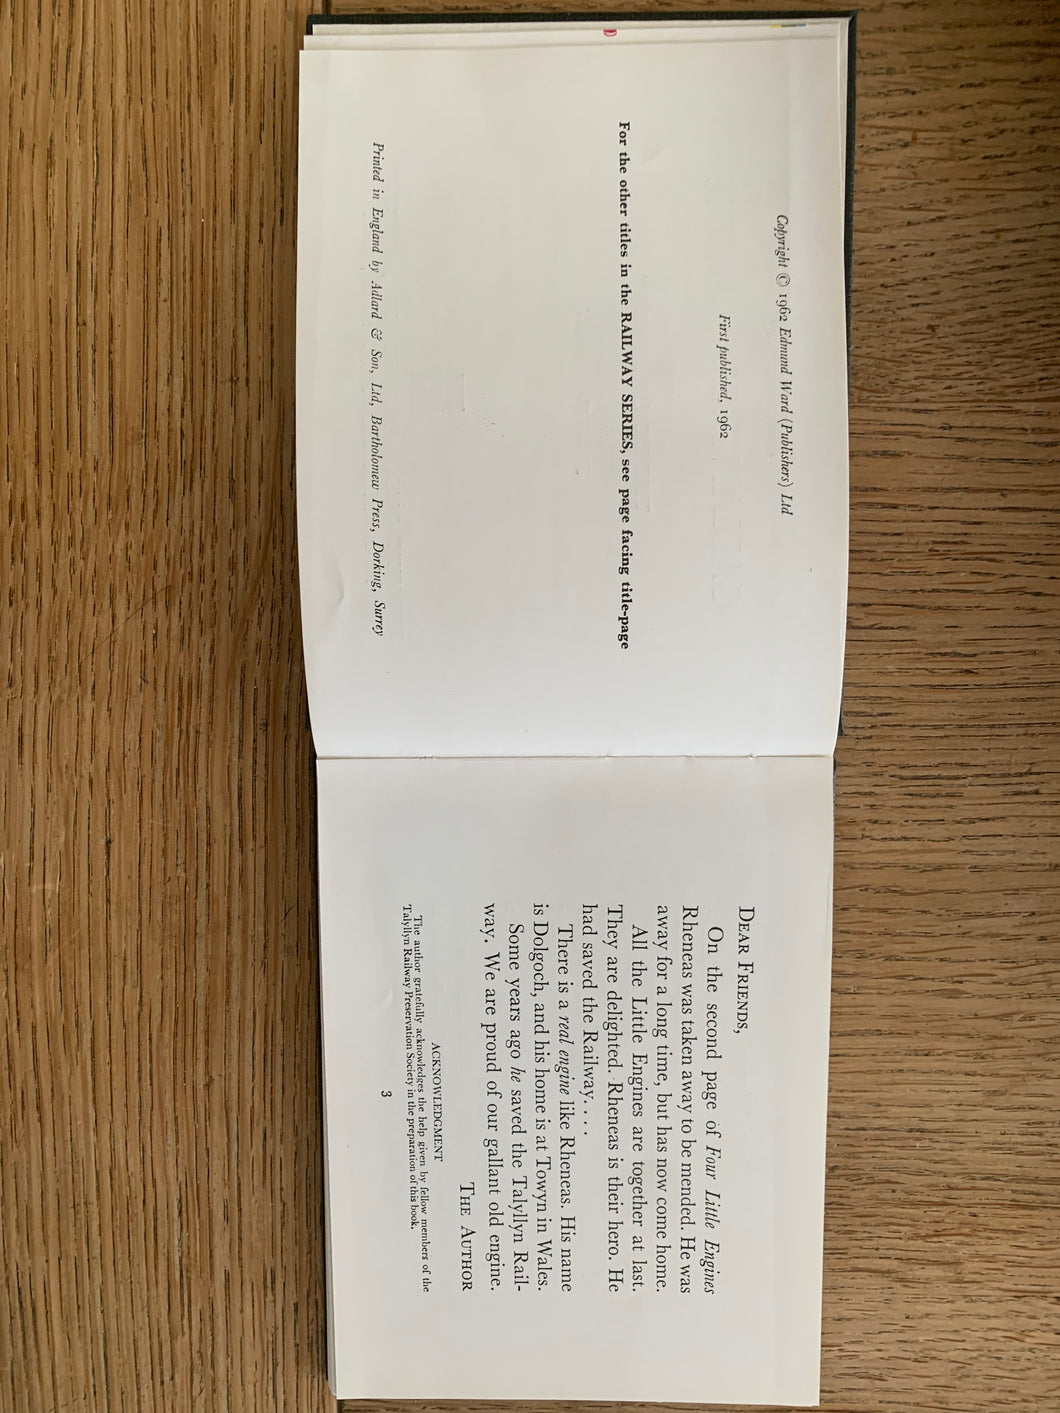 Copyright © 1962 Edmund Ward (Publishers) Ltd
First published, 1962
For the other titles in the RAILWAY SERIES, see page facing title-page
Printed in England by Adlard & Son, Ltd, Bartholomew Press, Dorking, Surrey
DEAR FRIENDS,
On the second page of Four Little Engines
Rheneas was taken away to be mended. He was
away for a long time, but has now come home.
All the Little Engines are together at last.
They are delighted. Rheneas is their hero. He
had saved the Railway. . . .
There is a real engine like Rheneas. His name
is Dolgoch, and his home is at Towyn in Wales.
Some years ago he saved the Talyllyn Rail-
way. We are proud of our gallant old engine.
THE AUTHOR
ACKNOWLEDGMENT
The author gratefully acknowledges the help given by fellow members of the
Talyllyn Railway Preservation Society in the preparation of this book.
3